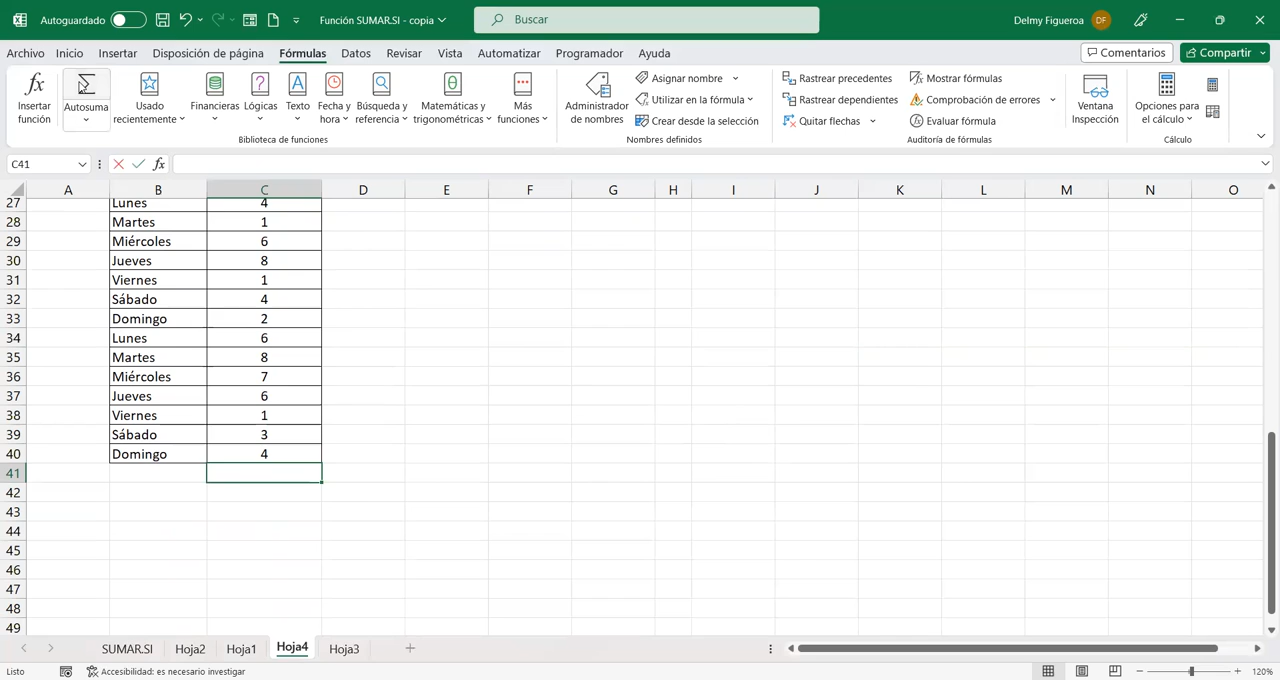 Autoguardado Función SUMAR.SI - copia Buscar Delmy Figueroa DF
Archivo Inicio Insertar Disposición de página Fórmulas Datos Revisar Vista Automatizar Programador Ayuda Comentarios Compartir
Insertar función Autosuma Usado recientemente Financieras Lógicas Texto Fecha y hora Búsqueda y referencia Matemáticas y trigonométricas Más funciones
Biblioteca de funciones
Administrador de nombres
Asignar nombre
Utilizar en la fórmula
Crear desde la selección
Nombres definidos
Rastrear precedentes
Rastrear dependientes
Quitar flechas
Mostrar fórmulas
Comprobación de errores
Evaluar fórmula
Auditoría de fórmulas
Ventana Inspección
Opciones para el cálculo
Cálculo
C41 fx
A B C D E F G H I J K L M N O
27 Lunes 4
28 Martes 1
29 Miércoles 6
30 Jueves 8
31 Viernes 1
32 Sábado 4
33 Domingo 2
34 Lunes 6
35 Martes 8
36 Miércoles 7
37 Jueves 6
38 Viernes 1
39 Sábado 3
40 Domingo 4
41
42
43
44
45
46
47
48
49
SUMAR.SI Hoja2 Hoja1 Hoja4 Hoja3
Listo Accesibilidad: es necesario investigar 120%